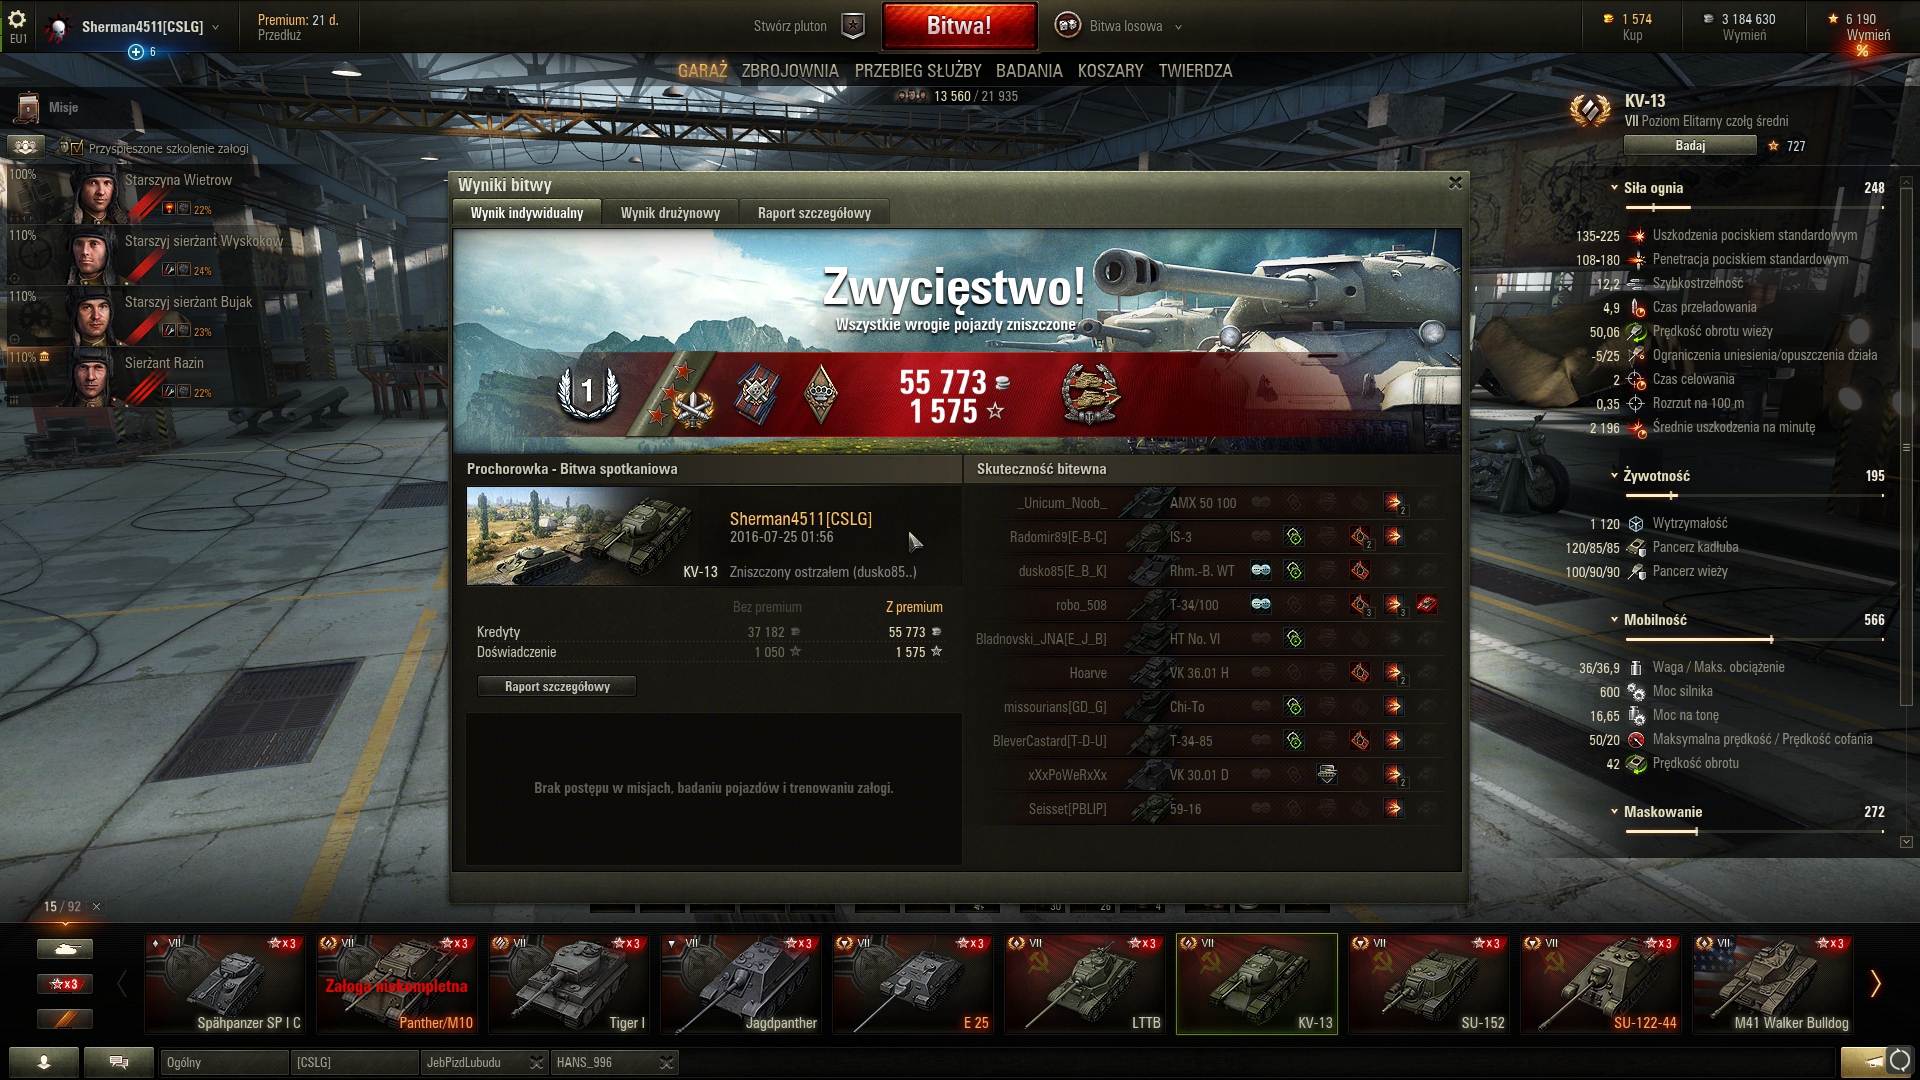 EU1
Sherman4511[CSLG]
6
Premium: 21 d.
Przedłuż
Stwórz pluton
Bitwa!
Bitwa losowa
1 574
Kup
3 184 630
Wymień
6 190
Wymień
%
GARAŻ ZBROJOWNIA PRZEBIEG SŁUŻBY BADANIA KOSZARY TWIERDZA
13 560 / 21 935
Misje
Przyspieszone szkolenie załogi
100%
Starszyna Wietrow
22%
110%
Starszyj sierżant Wyskokow
24%
110%
Starszyj sierżant Bujak
23%
110%
Sierżant Razin
22%
KV-13
VII Poziom Elitarny czołg średni
Badaj
727
Siła ognia 248
135-225 Uszkodzenia pociskiem standardowym
108-180 Penetracja pociskiem standardowym
12,2 Szybkostrzelność
4,9 Czas przeładowania
50,06 Prędkość obrotu wieży
-5/25 Ograniczenia uniesienia/opuszczenia działa
2 Czas celowania
0,35 Rozrzut na 100 m
2 196 Średnie uszkodzenia na minutę
Żywotność 195
1 120 Wytrzymałość
120/85/85 Pancerz kadłuba
100/90/90 Pancerz wieży
Mobilność 566
36/36,9 Waga / Maks. obciążenie
600 Moc silnika
16,65 Moc na tonę
50/20 Maksymalna prędkość / Prędkość cofania
42 Prędkość obrotu
Maskowanie 272
Wyniki bitwy
Wynik indywidualny
Wynik drużynowy
Raport szczegółowy
Zwycięstwo!
Wszystkie wrogie pojazdy zniszczone
1
55 773
1 575
Prochorowka - Bitwa spotkaniowa
Sherman4511[CSLG]
2016-07-25 01:56
KV-13
Zniszczony ostrzałem (dusko85..)
Bez premium
Z premium
Kredyty 37 182 55 773
Doświadczenie 1 050 1 575
Raport szczegółowy
Brak postępu w misjach, badaniu pojazdów i trenowaniu załogi.
Skuteczność bitewna
_Unicum_Noob_ AMX 50 100 2
Radomir89[E-B-C] IS-3 2
dusko85[E_B_K] Rhm.-B. WT
robo_508 T-34/100 3 3
Bladnovski_JNA[E_J_B] HT No. VI
Hoarve VK 36.01 H 2
missourians[GD_G] Chi-To
BleverCastard[T-D-U] T-34-85
xXxPoWeRxXx VK 30.01 D 2
Seisset[PBLIP] 59-16
30 26 4
15 / 92
x3
VII x3
Spähpanzer SP I C
VII x3
Załoga niekompletna
Panther/M10
VII x3
Tiger I
VII x3
Jagdpanther
VII x3
E 25
VII x3
LTTB
VII
KV-13
VII x3
SU-152
VII x3
SU-122-44
VII x3
M41 Walker Bulldog
Ogólny
[CSLG]
JebPizdLubudu
HANS_996